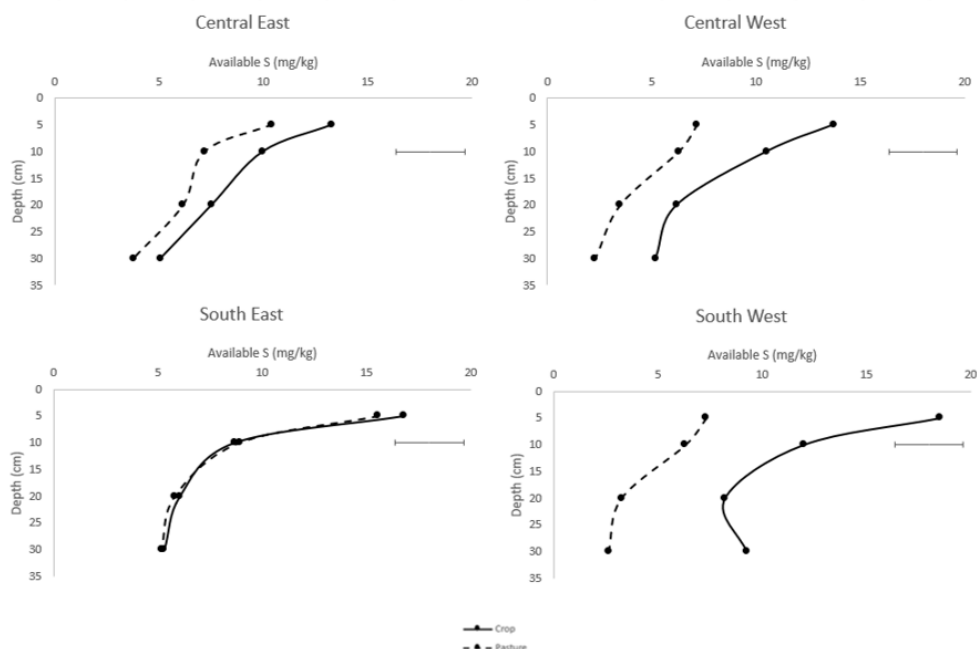 Central East
Available S (mg/kg)
0 5 10 15 20
0
5
10
15
20
25
30
35
Depth (cm)
Central West
Available S (mg/kg)
0 5 10 15 20
0
5
10
15
20
25
30
35
Depth (cm)
South East
Available S (mg/kg)
0 5 10 15 20
0
5
10
15
20
25
30
35
Depth (cm)
South West
Available S (mg/kg)
0 5 10 15 20
0
5
10
15
20
25
30
35
Depth (cm)
Crop
Pasture